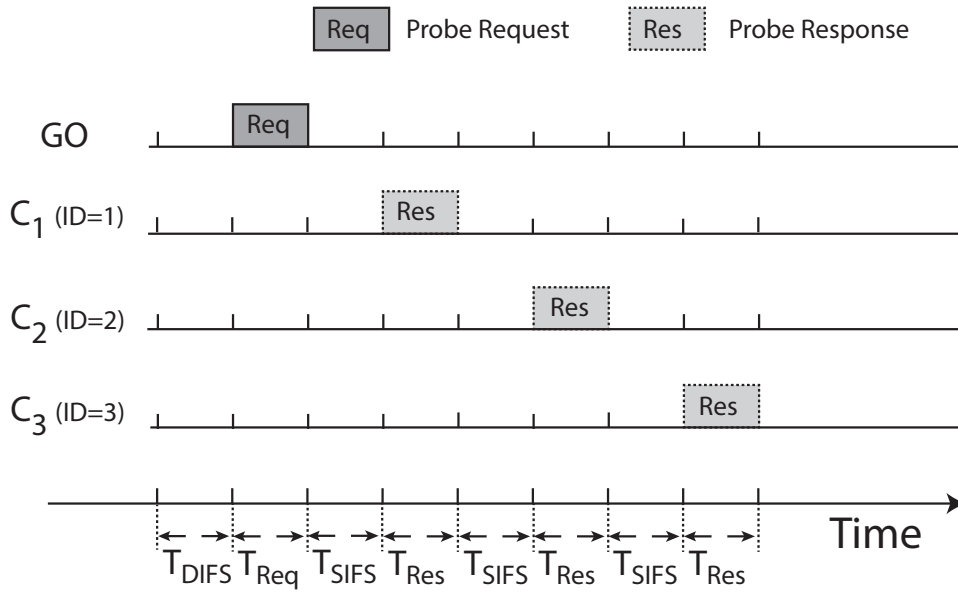 Req Probe Request Res Probe Response
GO Req
C1 (ID=1) Res
C2 (ID=2) Res
C3 (ID=3) Res
Time
TDIFS TReq TSIFS TRes TSIFS TRes TSIFS TRes